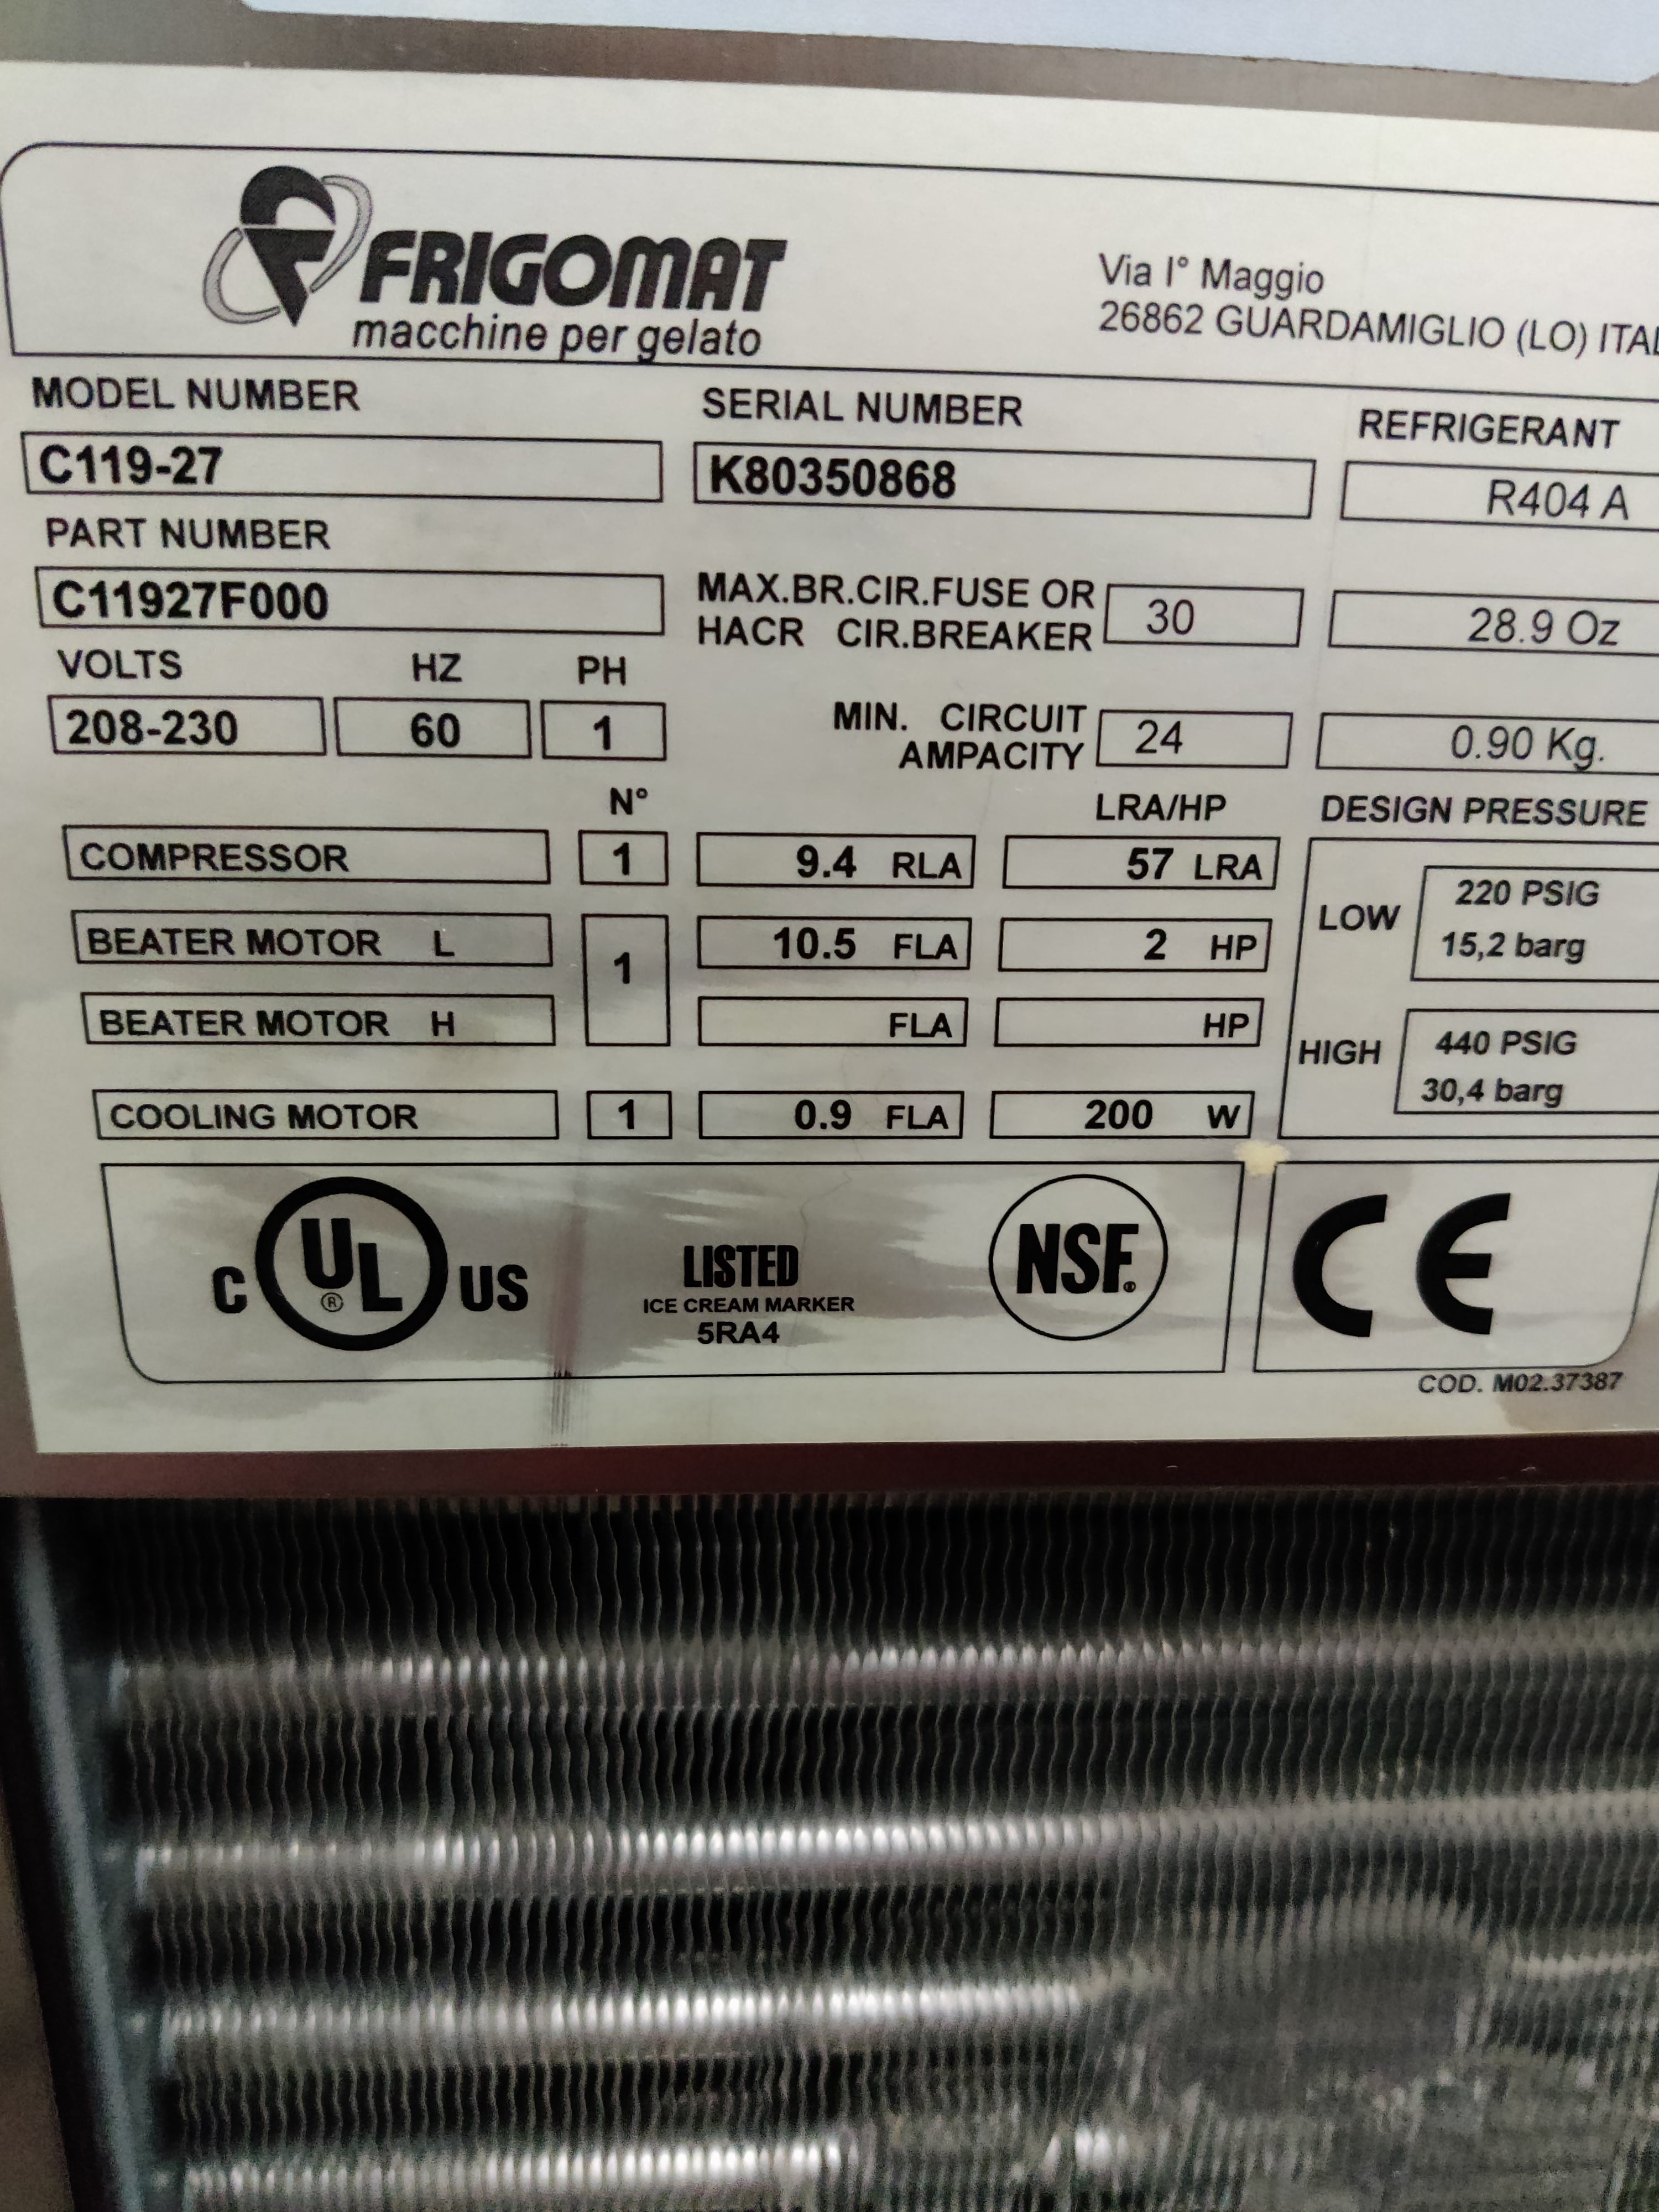 FRIGOMAT
macchine per gelato
Via I° Maggio
26862 GUARDAMIGLIO (LO)
MODEL NUMBER
C119-27
SERIAL NUMBER
K80350868
REFRIGERANT
R404 A
PART NUMBER
C11927F000
MAX.BR.CIR.FUSE OR
HACR CIR.BREAKER
30
28.9 Oz
VOLTS HZ PH
208-230 60 1
MIN. CIRCUIT
AMPACITY
24
0.90 Kg.
N° LRA/HP
COMPRESSOR 1 9.4 RLA 57 LRA
BEATER MOTOR L 1 10.5 FLA 2 HP
BEATER MOTOR H FLA HP
COOLING MOTOR 1 0.9 FLA 200 W
DESIGN PRESSURE
LOW
220 PSIG
15,2 barg
HIGH
440 PSIG
30,4 barg
C UL ® US
LISTED
ICE CREAM MARKER
5RA4
NSF®
CE
COD. M02.37387